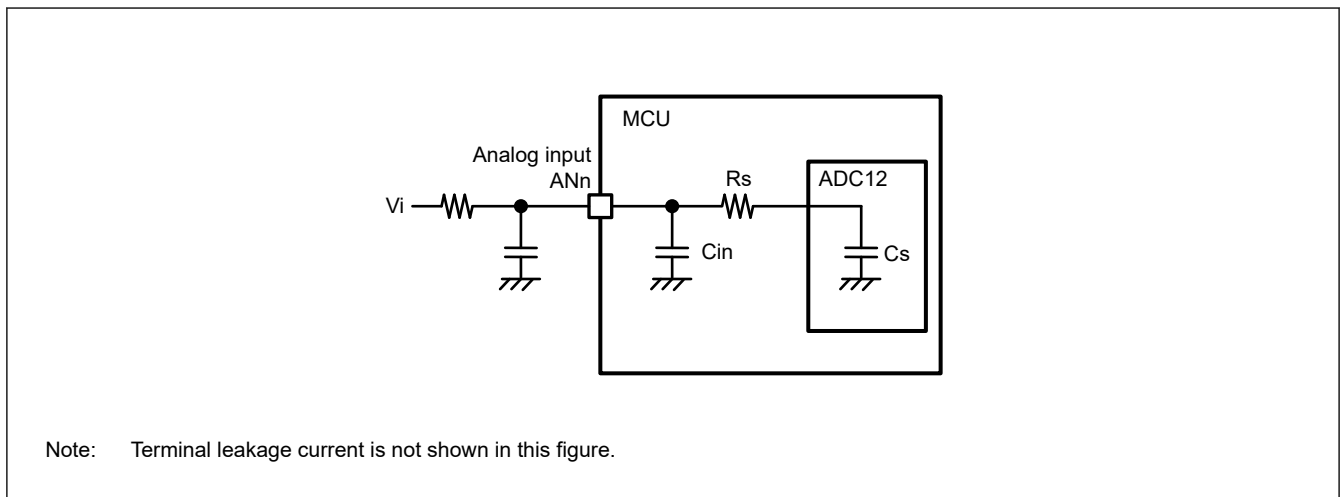 MCU
Analog input
ANn
Rs
ADC12
Vi
Cin
Cs
Note: Terminal leakage current is not shown in this figure.